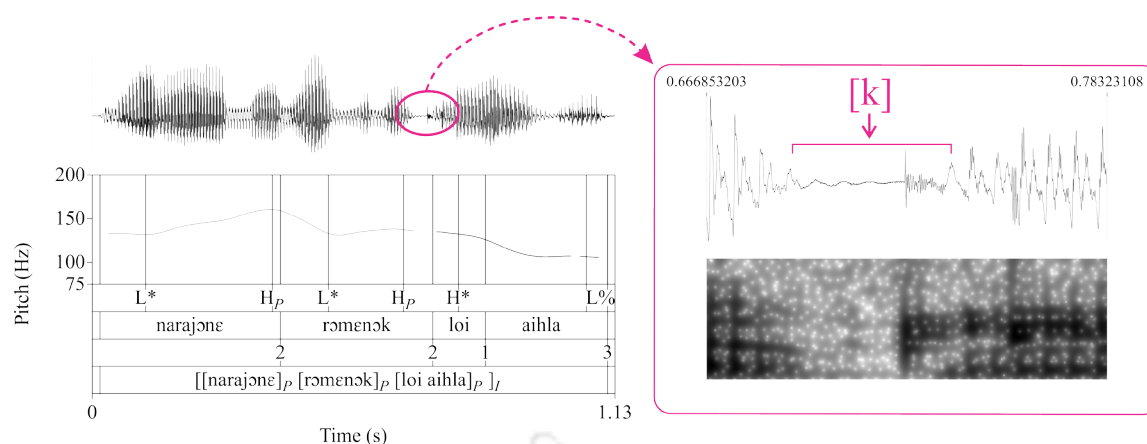 0.666853203 0.78323108
[k]
200
150
100
75
Pitch (Hz)
L* H_P L* H_P H* L%
narajɔnɛ rɔmɛnɔk loi aihla
2 2 1 3
[[narajɔnɛ]_P [rɔmɛnɔk]_P [loi aihla]_P ]_I
0 1.13
Time (s)